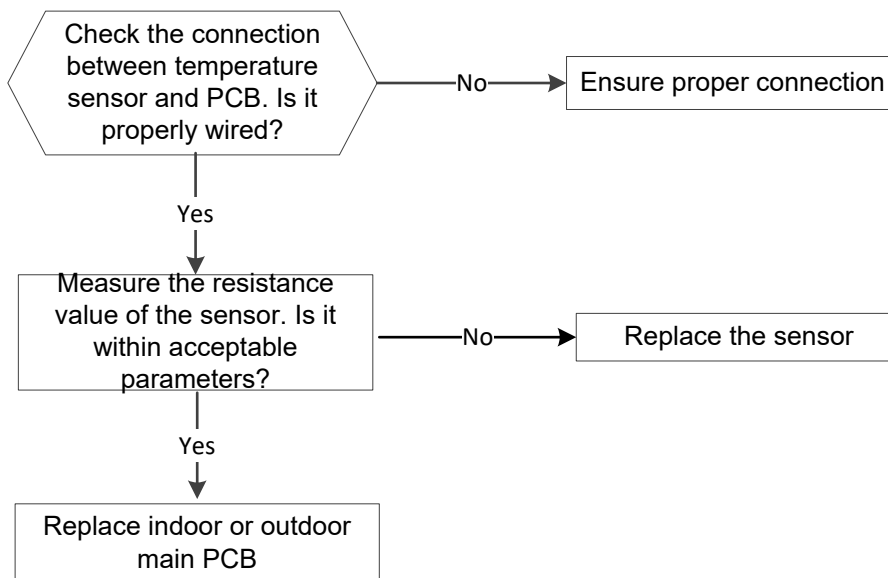 Check the connection
between temperature
sensor and PCB. Is it
properly wired?
No
Ensure proper connection
Yes
Measure the resistance
value of the sensor. Is it
within acceptable
parameters?
No
Replace the sensor
Yes
Replace indoor or outdoor
main PCB